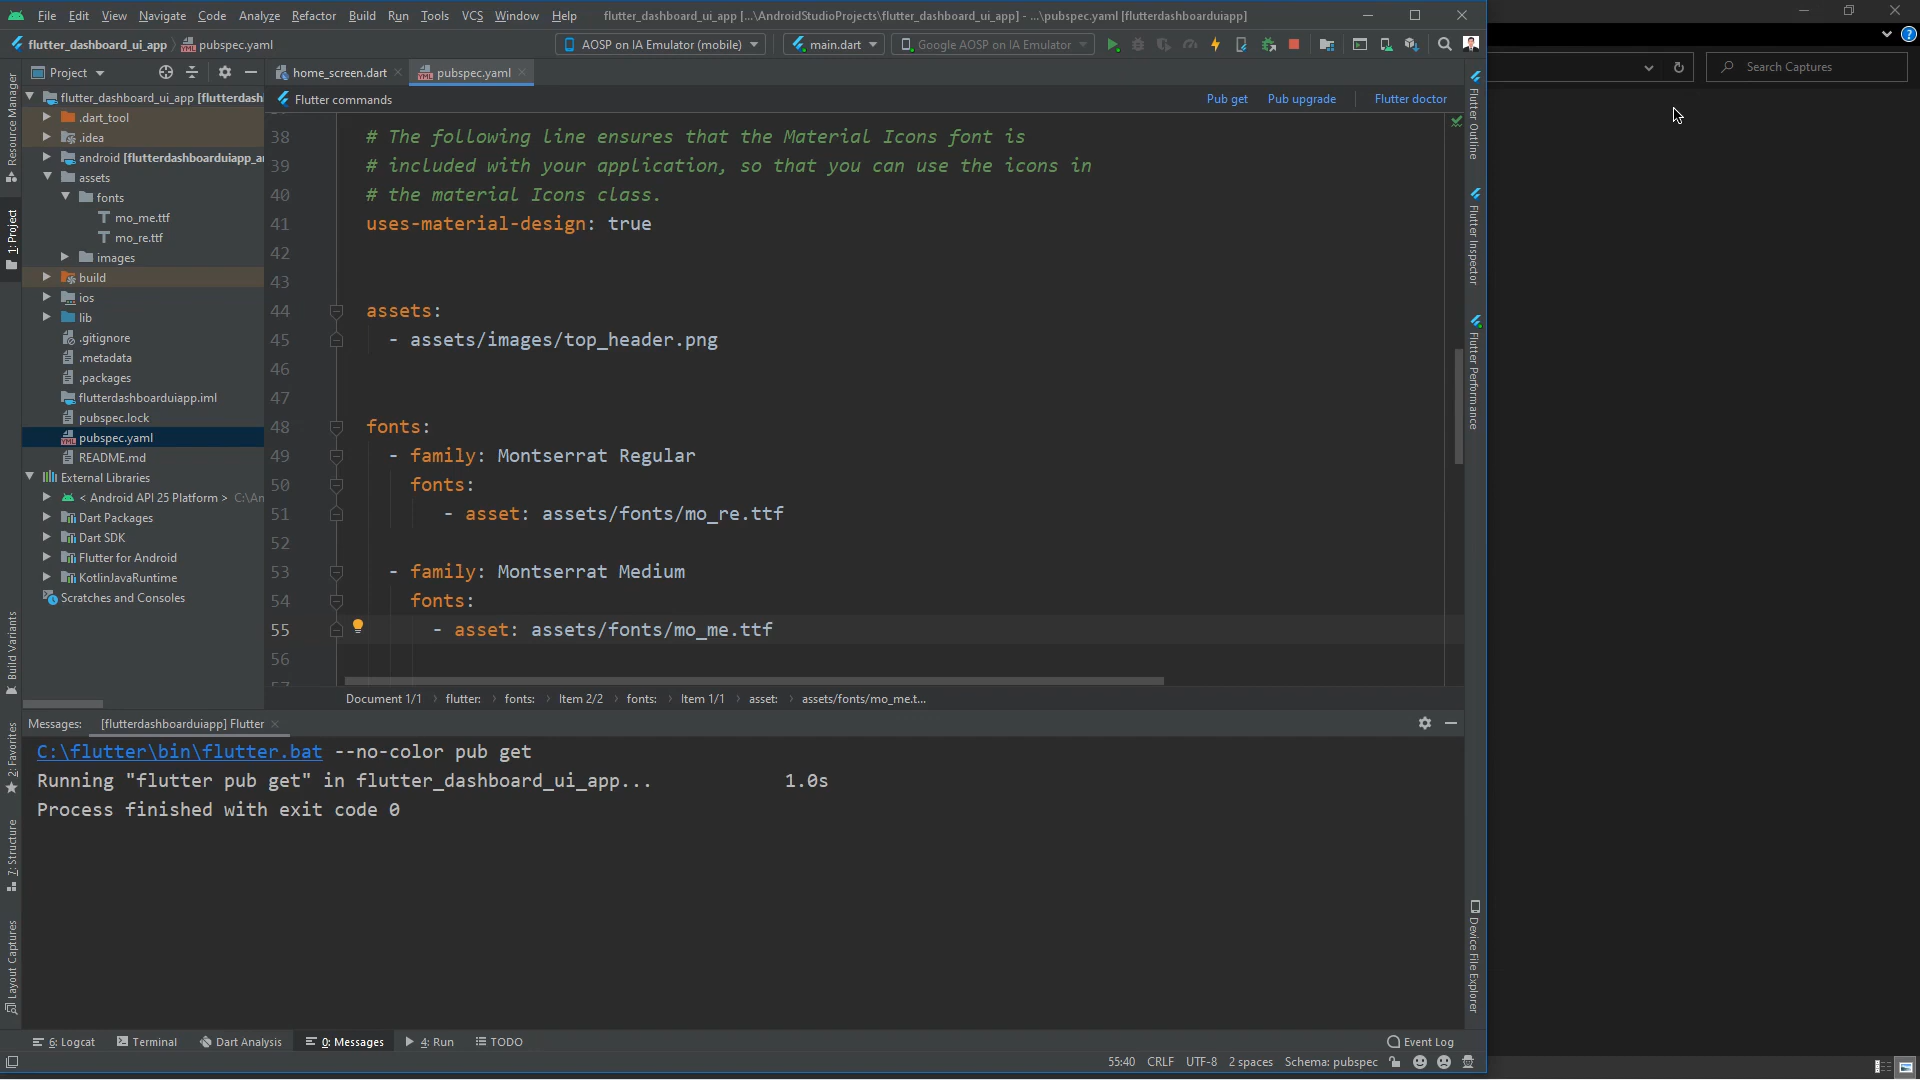 File Edit View Navigate Code Analyze Refactor Build Run Tools VCS Window Help flutter_dashboard_ui_app [...\AndroidStudioProjects\flutter_dashboard_ui_app] - ...\pubspec.yaml [flutterdashboarduiapp]
flutter_dashboard_ui_app pubspec.yaml AOSP on IA Emulator (mobile) main.dart Google AOSP on IA Emulator
Search Captures
Project home_screen.dart pubspec.yaml
Flutter commands Pub get Pub upgrade Flutter doctor
flutter_dashboard_ui_app [flutterdash
.dart_tool
.idea
android [flutterdashboarduiapp_a
assets
fonts
mo_me.ttf
mo_re.ttf
images
build
ios
lib
.gitignore
.metadata
.packages
flutterdashboarduiapp.iml
pubspec.lock
pubspec.yaml
README.md
External Libraries
< Android API 25 Platform > C:\An
Dart Packages
Dart SDK
Flutter for Android
KotlinJavaRuntime
Scratches and Consoles
38 # The following line ensures that the Material Icons font is
39 # included with your application, so that you can use the icons in
40 # the material Icons class.
41 uses-material-design: true
42
43
44 assets:
45 - assets/images/top_header.png
46
47
48 fonts:
49 - family: Montserrat Regular
50 fonts:
51 - asset: assets/fonts/mo_re.ttf
52
53 - family: Montserrat Medium
54 fonts:
55 - asset: assets/fonts/mo_me.ttf
56
57
Document 1/1 flutter: fonts: Item 2/2 fonts: Item 1/1 asset: assets/fonts/mo_me.t...
Resource Manager
1: Project
Build Variants
2: Favorites
7: Structure
Layout Captures
Flutter Outline
Flutter Inspector
Flutter Performance
Device File Explorer
Messages: [flutterdashboarduiapp] Flutter
C:\flutter\bin\flutter.bat --no-color pub get
Running "flutter pub get" in flutter_dashboard_ui_app... 1.0s
Process finished with exit code 0
6: Logcat Terminal Dart Analysis 0: Messages 4: Run TODO Event Log
55:40 CRLF UTF-8 2 spaces Schema: pubspec